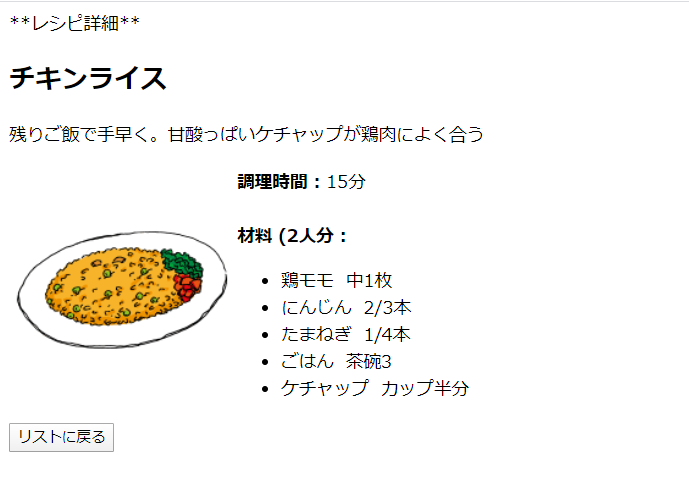 **レシピ詳細**
チキンライス
残りご飯で手早く。甘酸っぱいケチャップが鶏肉によく合う
調理時間：15分
材料 (2人分：
鶏モモ 中1枚
にんじん 2/3本
たまねぎ 1/4本
ごはん 茶碗3
ケチャップ カップ半分
リストに戻る